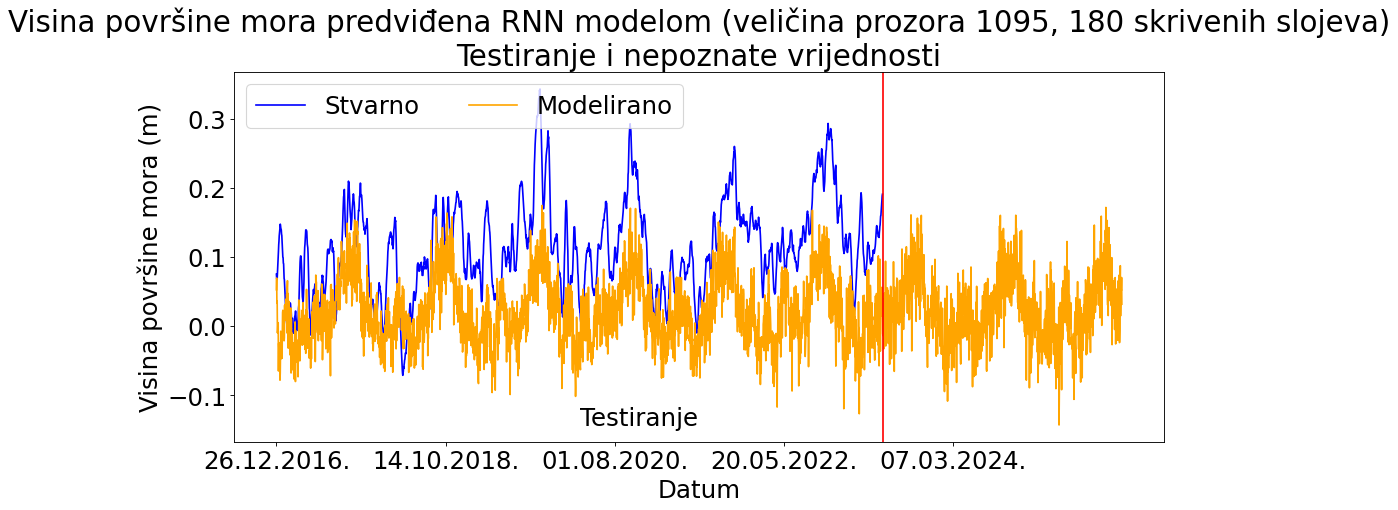 Visina površine mora predviđena RNN modelom (veličina prozora 1095, 180 skrivenih slojeva)
Testiranje i nepoznate vrijednosti
Stvarno
Modelirano
Visina površine mora (m)
0.3
0.2
0.1
0.0
−0.1
Testiranje
26.12.2016.
14.10.2018.
01.08.2020.
20.05.2022.
07.03.2024.
Datum